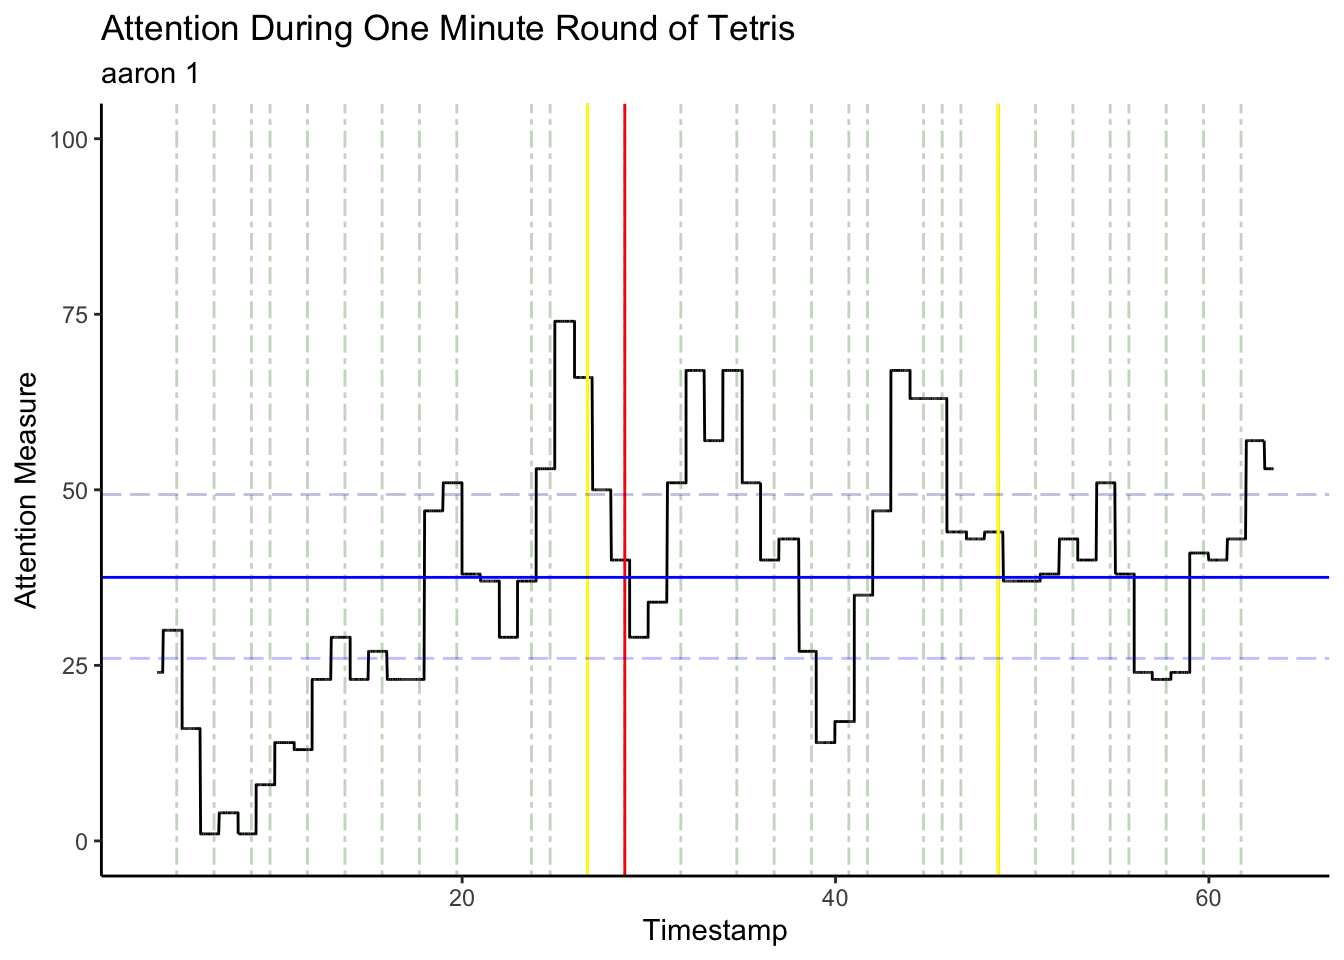 Attention During One Minute Round of Tetris
aaron 1
100
75
50
25
0
Attention Measure
20 40 60
Timestamp